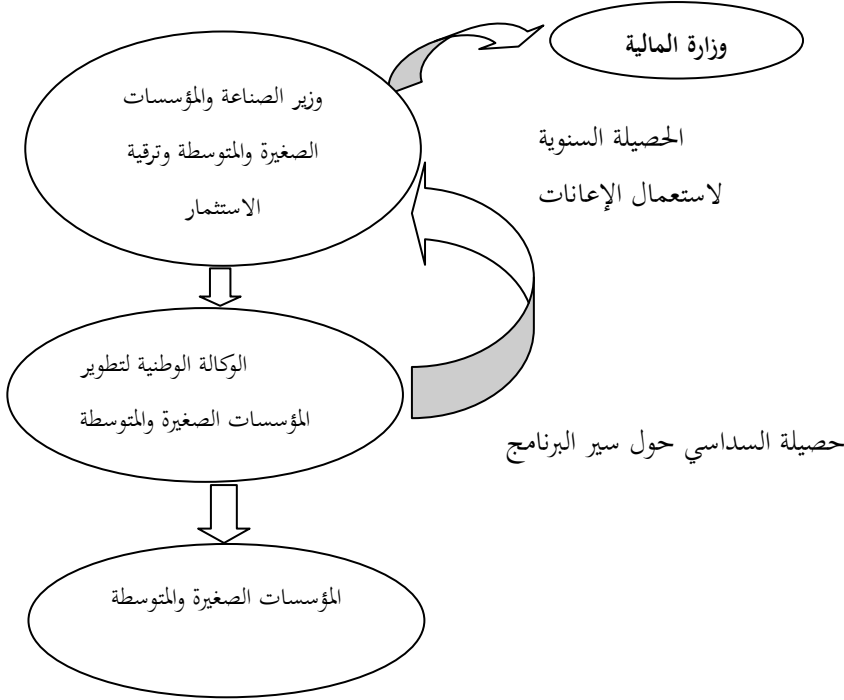 وزارة المالية
وزير الصناعة والمؤسسات
الصغيرة والمتوسطة وترقية
الاستثمار
الحصيلة السنوية
لاستعمال الإعانات
الوكالة الوطنية لتطوير
المؤسسات الصغيرة والمتوسطة
حصيلة السداسي حول سير البرنامج
المؤسسات الصغيرة والمتوسطة